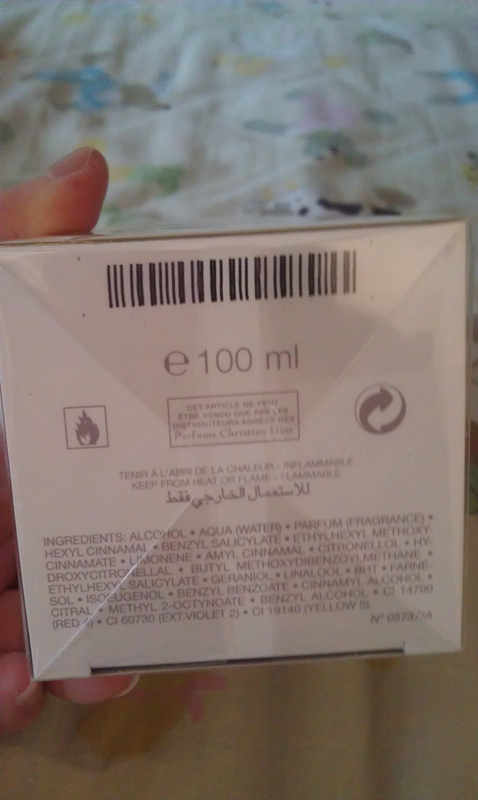 e 100 ml
CET ARTICLE NE PEUT
ÊTRE VENDU QUE PAR LES
DISTRIBUTEURS AGRÉÉS DES
Parfums Christian Dior
TENIR À L'ABRI DE LA CHALEUR - INFLAMMABLE
KEEP FROM HEAT OR FLAME - FLAMMABLE
للاستعمال الخارجي فقط
INGREDIENTS: ALCOHOL • AQUA (WATER) • PARFUM (FRAGRANCE) •
HEXYL CINNAMAL • BENZYL SALICYLATE • ETHYLHEXYL METHOXY-
CINNAMATE • LIMONENE • AMYL CINNAMAL • CITRONELLOL • HY-
DROXYCITRONELLAL • BUTYL METHOXYDIBENZOYLMETHANE •
ETHYLHEXYL SALICYLATE • GERANIOL • LINALOOL • BHT • FARNE-
SOL • ISOEUGENOL • BENZYL BENZOATE • CINNAMYL ALCOHOL •
CITRAL • METHYL 2-OCTYNOATE • BENZYL ALCOHOL • CI 14700
(RED 4) • CI 60730 (EXT.VIOLET 2) • CI 19140 (YELLOW 5)